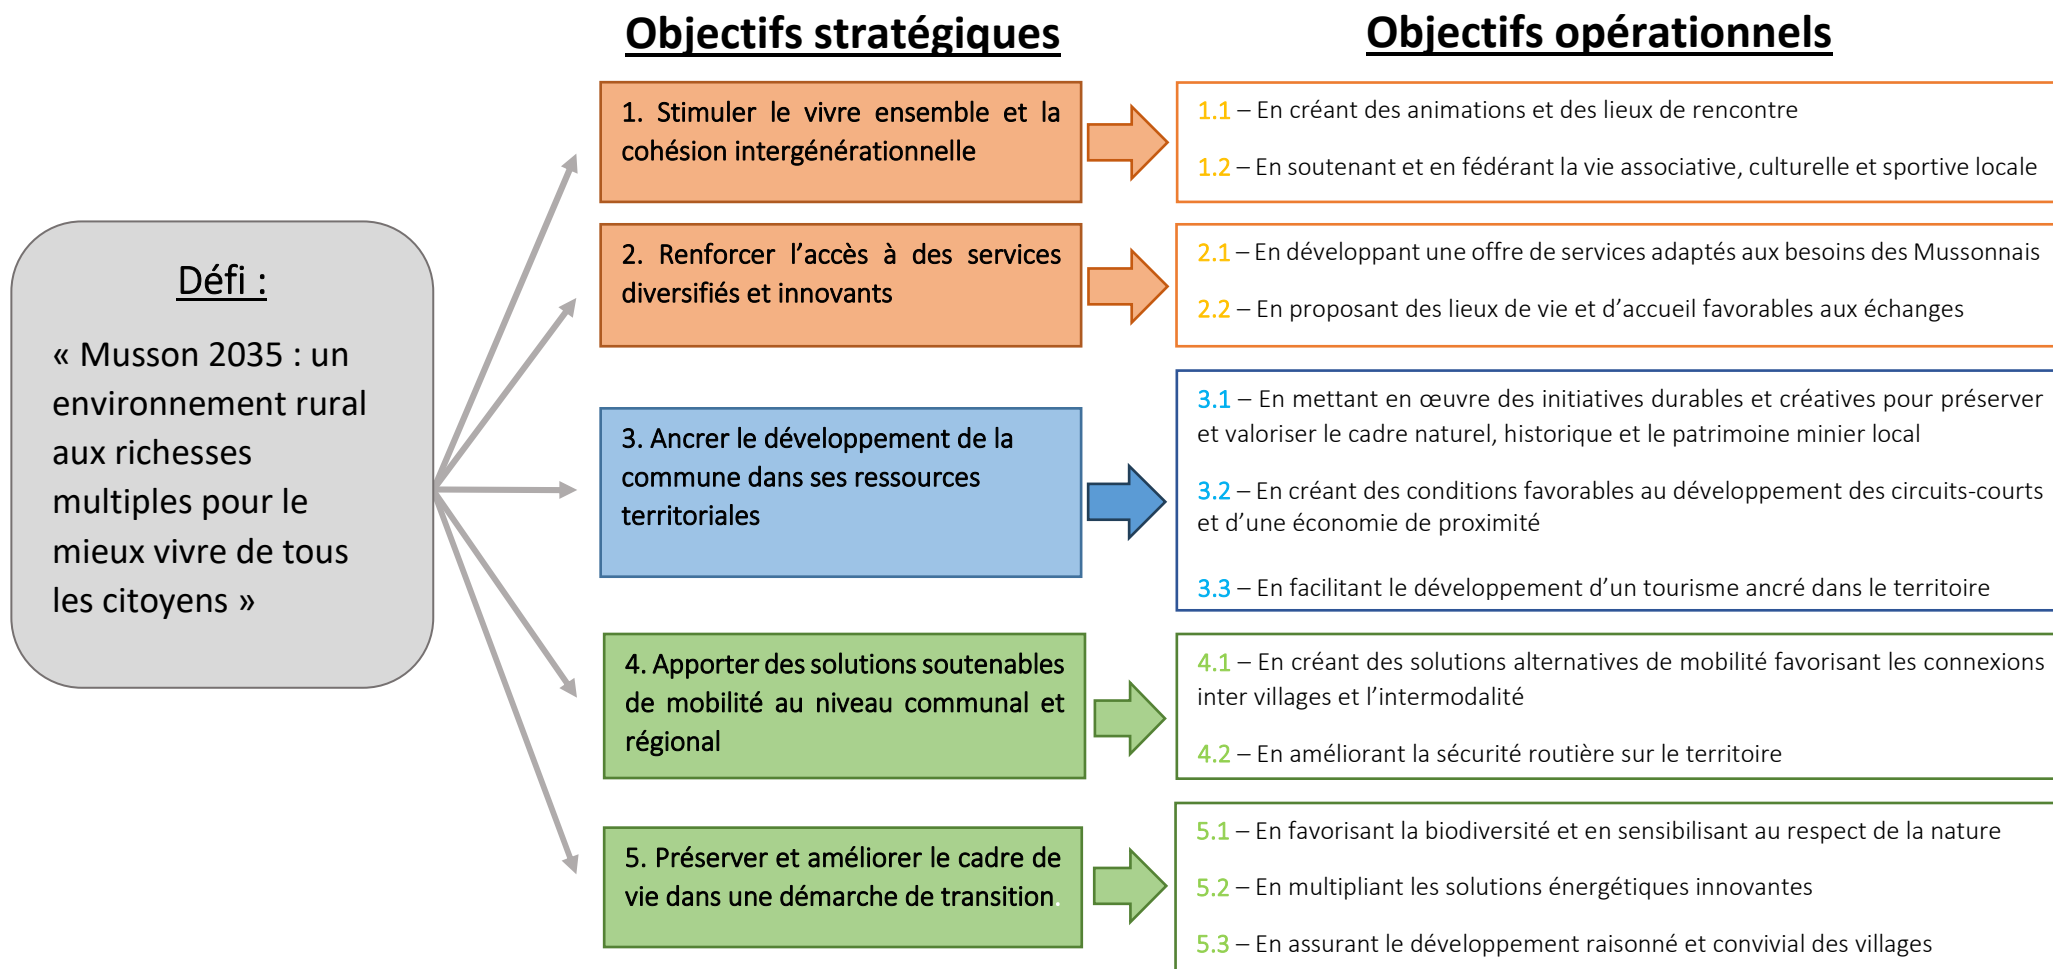 Objectifs stratégiques
Objectifs opérationnels
Défi :
« Musson 2035 : un
environnement rural
aux richesses
multiples pour le
mieux vivre de tous
les citoyens »
1. Stimuler le vivre ensemble et la
cohésion intergénérationnelle
1.1 – En créant des animations et des lieux de rencontre
1.2 – En soutenant et en fédérant la vie associative, culturelle et sportive locale
2. Renforcer l’accès à des services
diversifiés et innovants
2.1 – En développant une offre de services adaptés aux besoins des Mussonnais
2.2 – En proposant des lieux de vie et d’accueil favorables aux échanges
3. Ancrer le développement de la
commune dans ses ressources
territoriales
3.1 – En mettant en œuvre des initiatives durables et créatives pour préserver
et valoriser le cadre naturel, historique et le patrimoine minier local
3.2 – En créant des conditions favorables au développement des circuits-courts
et d’une économie de proximité
3.3 – En facilitant le développement d’un tourisme ancré dans le territoire
4. Apporter des solutions soutenables
de mobilité au niveau communal et
régional
4.1 – En créant des solutions alternatives de mobilité favorisant les connexions
inter villages et l’intermodalité
4.2 – En améliorant la sécurité routière sur le territoire
5. Préserver et améliorer le cadre de
vie dans une démarche de transition.
5.1 – En favorisant la biodiversité et en sensibilisant au respect de la nature
5.2 – En multipliant les solutions énergétiques innovantes
5.3 – En assurant le développement raisonné et convivial des villages